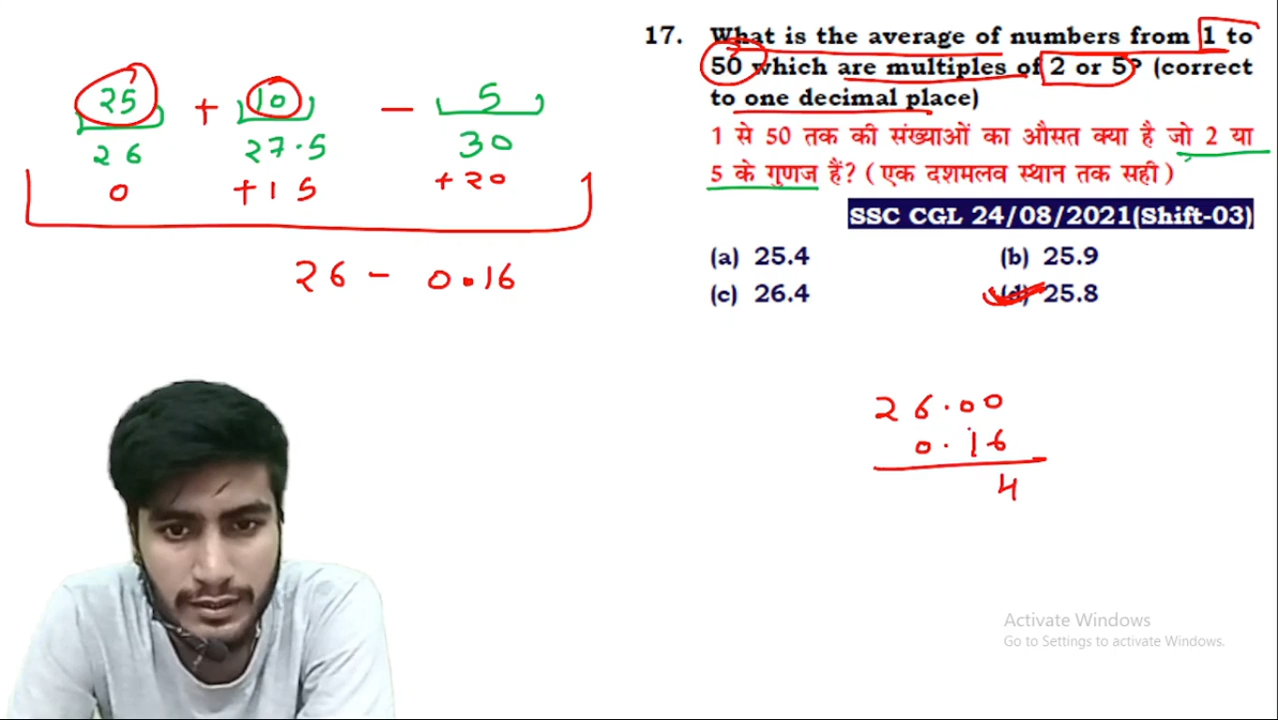 17. What is the average of numbers from 1 to
50 which are multiples of 2 or 5? (correct
to one decimal place)
1 से 50 तक की संख्याओं का औसत क्या है जो 2 या
5 के गुणज हैं? (एक दशमलव स्थान तक सही)
SSC CGL 24/08/2021(Shift-03)
(a) 25.4 (b) 25.9
(c) 26.4 (d) 25.8
25 + 10 - 5
26 27.5 30
0 +15 +20
26 - 0.16
26.00
0.16
4
Activate Windows
Go to Settings to activate Windows.